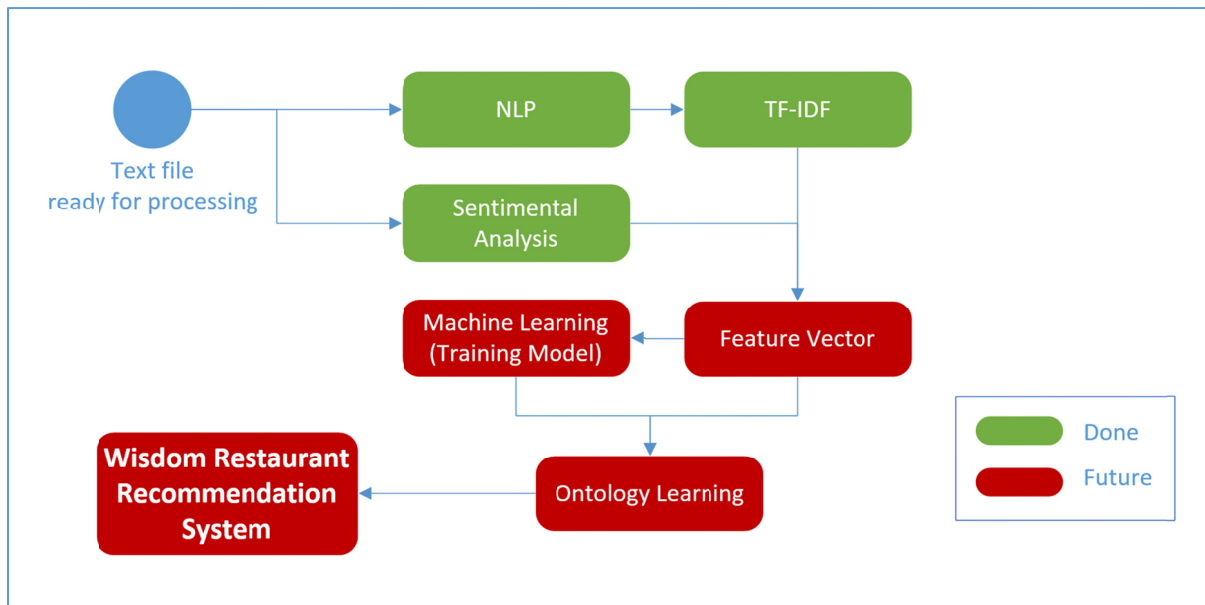 NLP
TF-IDF
Text file
ready for processing
Sentimental
Analysis
Machine Learning
(Training Model)
Feature Vector
Wisdom Restaurant
Recommendation
System
Ontology Learning
Done
Future